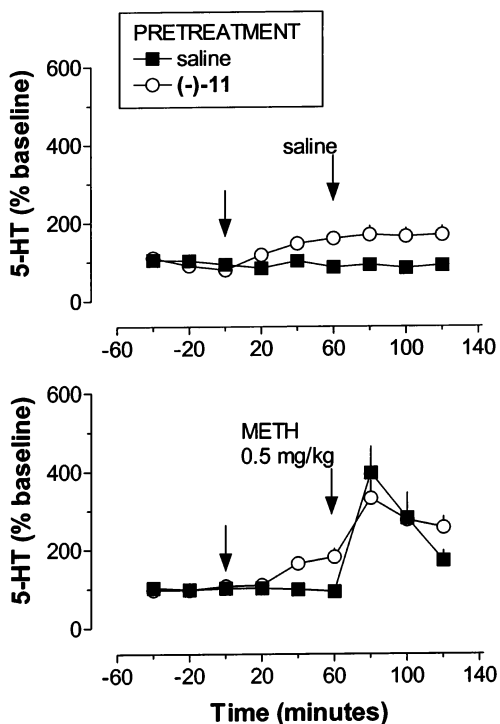 PRETREATMENT
saline
(-)-11
600
400
200
0
5-HT (% baseline)
saline
-60 -20 20 60 100 140
600
400
200
0
5-HT (% baseline)
METH
0.5 mg/kg
-60 -20 20 60 100 140
Time (minutes)